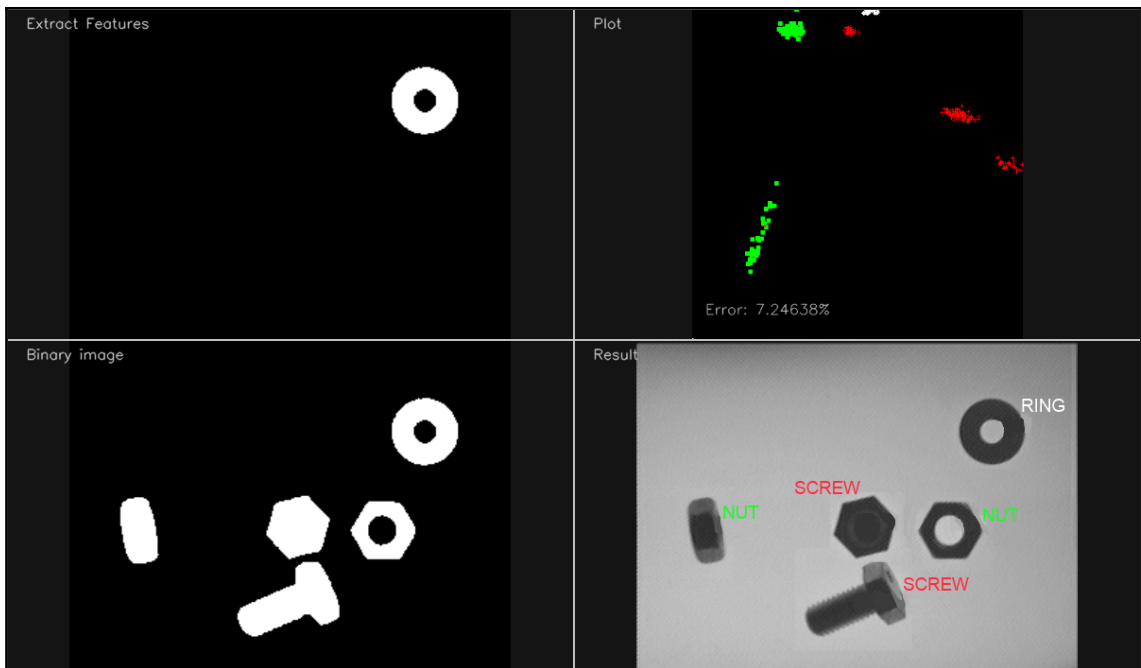 Extract Features
Plot
Error: 7.24638%
Binary image
Result
RING
SCREW
NUT
NUT
SCREW